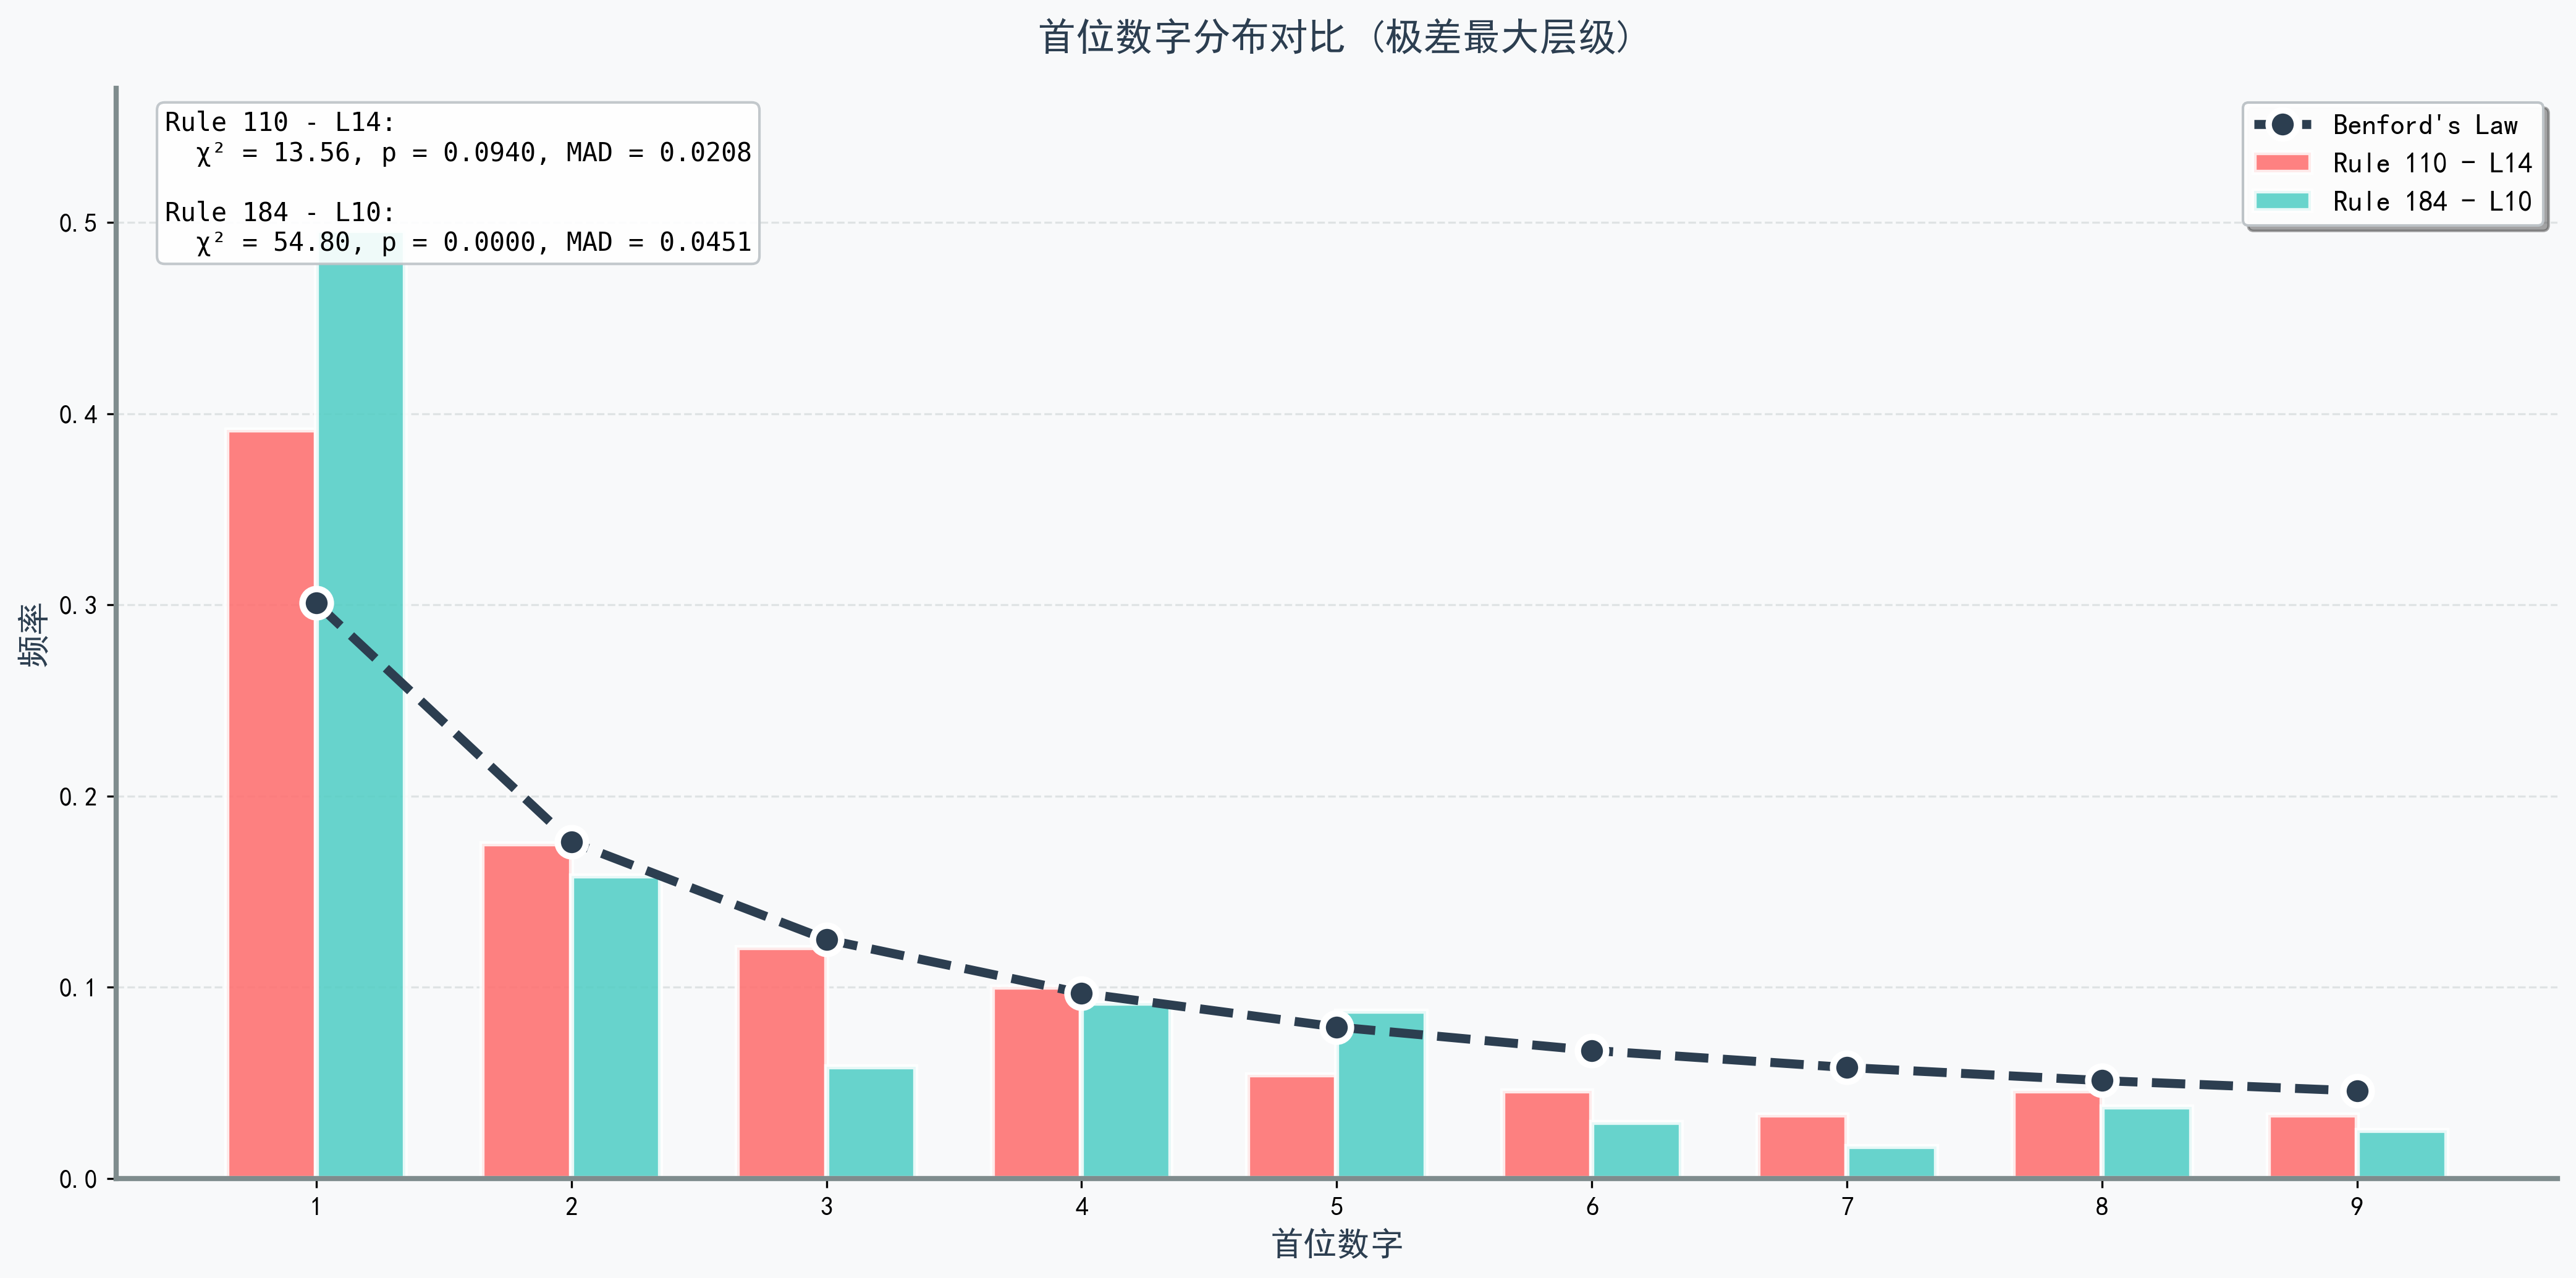 首位数字分布对比 (极差最大层级)
Rule 110 - L14:
χ² = 13.56, p = 0.0940, MAD = 0.0208
Rule 184 - L10:
χ² = 54.80, p = 0.0000, MAD = 0.0451
Benford's Law
Rule 110 - L14
Rule 184 - L10
频率
0.5
0.4
0.3
0.2
0.1
0.0
1 2 3 4 5 6 7 8 9
首位数字